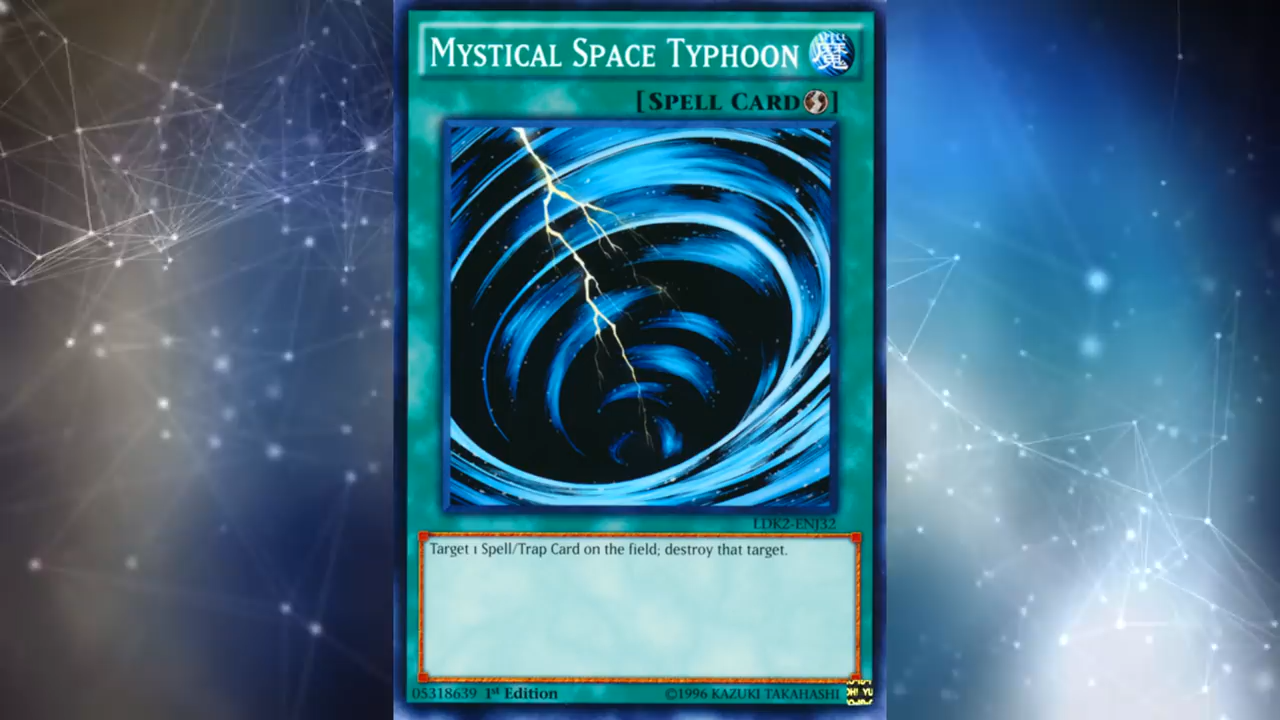 MYSTICAL SPACE TYPHOON 魔
[SPELL CARD]
LDK2-ENJ32
Target 1 Spell/Trap Card on the field; destroy that target.
05318639 1st Edition ©1996 KAZUKI TAKAHASHI